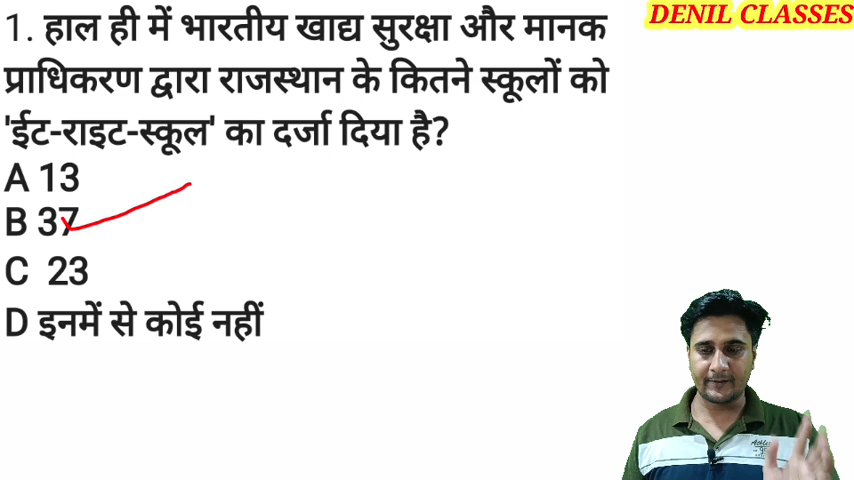 DENIL CLASSES
1. हाल ही में भारतीय खाद्य सुरक्षा और मानक
प्राधिकरण द्वारा राजस्थान के कितने स्कूलों को
'ईट-राइट-स्कूल' का दर्जा दिया है?
A 13
B 37
C 23
D इनमें से कोई नहीं